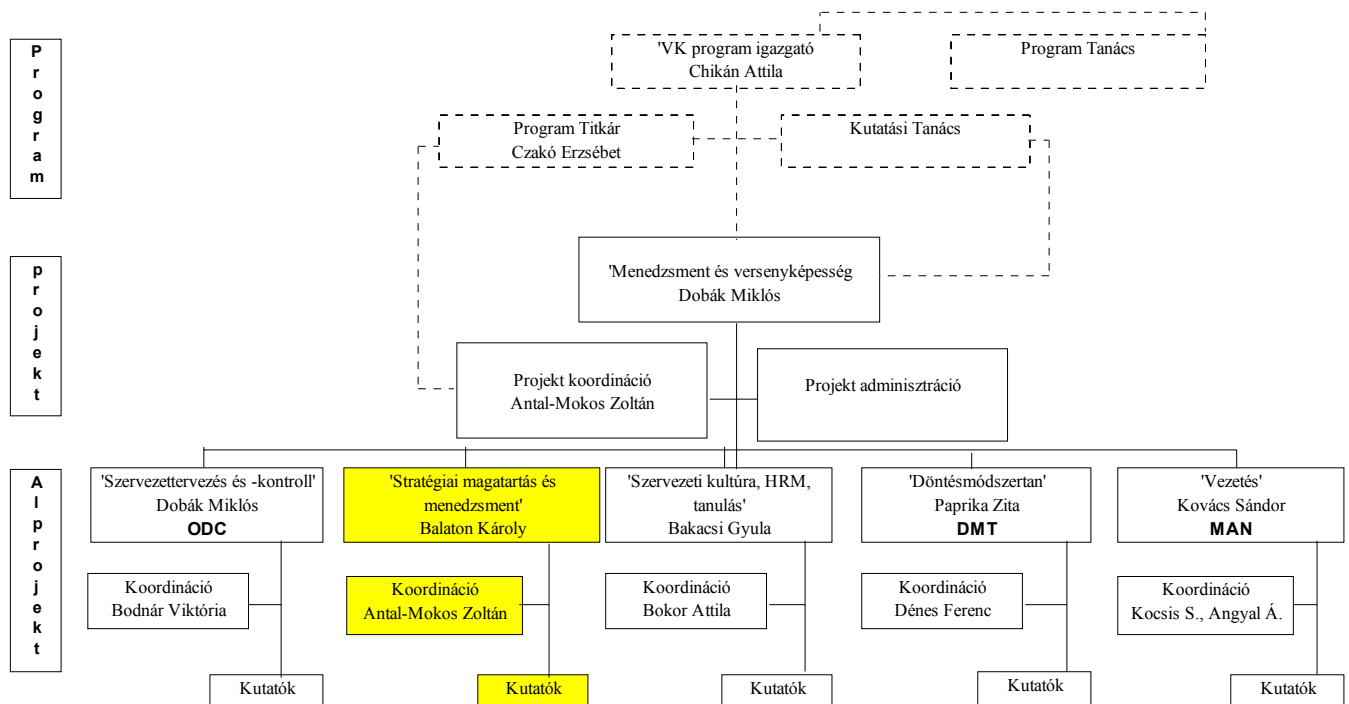 Program
'VK program igazgató
Chikán Attila
Program Tanács
Program Titkár
Czakó Erzsébet
Kutatási Tanács
projekt
'Menedzsment és versenyképesség
Dobák Miklós
Projekt koordináció
Antal-Mokos Zoltán
Projekt adminisztráció
Alprojekt
'Szervezettervezés és -kontroll'
Dobák Miklós
ODC
'Stratégiai magatartás és
menedzsment'
Balaton Károly
'Szervezeti kultúra, HRM,
tanulás'
Bakacsi Gyula
'Döntésmódszertan'
Paprika Zita
DMT
'Vezetés'
Kovács Sándor
MAN
Koordináció
Bodnár Viktória
Koordináció
Antal-Mokos Zoltán
Koordináció
Bokor Attila
Koordináció
Dénes Ferenc
Koordináció
Kocsis S., Angyal Á.
Kutatók
Kutatók
Kutatók
Kutatók
Kutatók